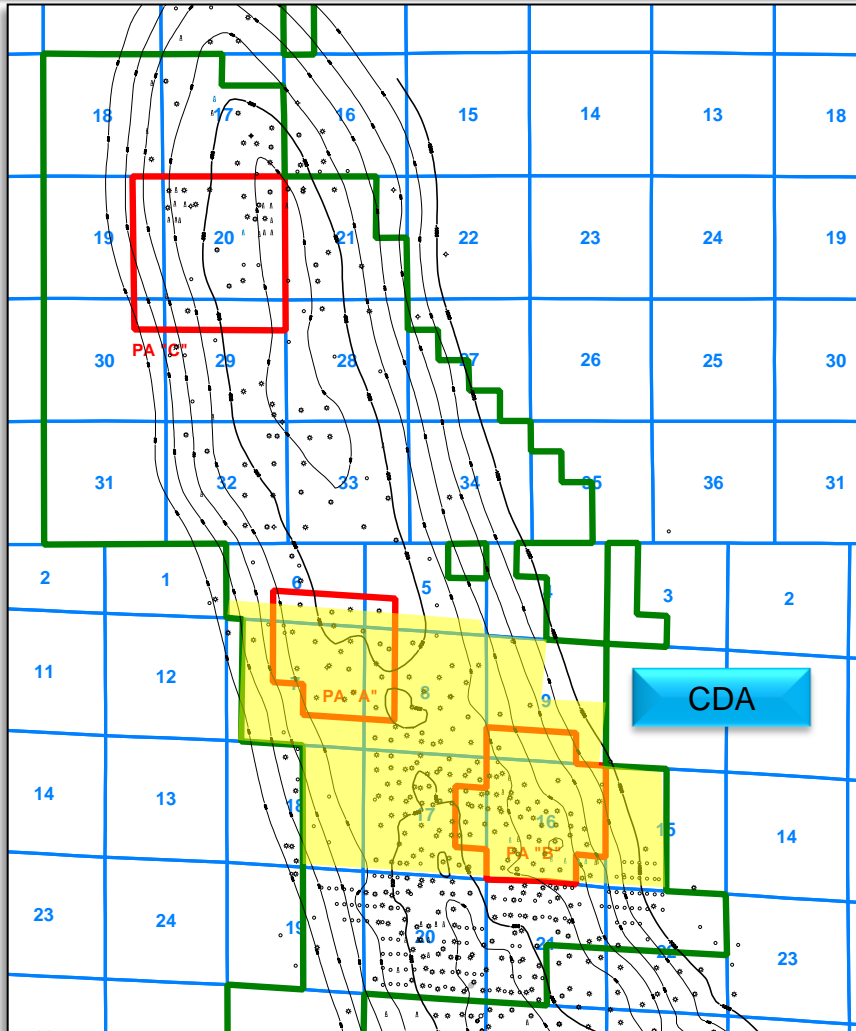 18 17 16 15 14 13 18
19 20 21 22 23 24 19
PA "C"
30 29 28 27 26 25 30
31 32 33 34 35 36 31
2 1 6 5 4 3 2
11 12 7 8 9
PA "A"
CDA
14 13 18 17 16 15 14
PA "B"
23 24 19 20 21 22 23